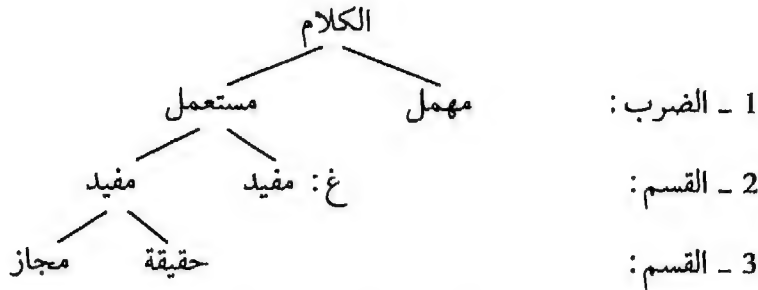 الكلام
1 ـ الضرب: مهمل مستعمل
2 ـ القسم: غ: مفيد مفيد
3 ـ القسم: حقيقة مجاز